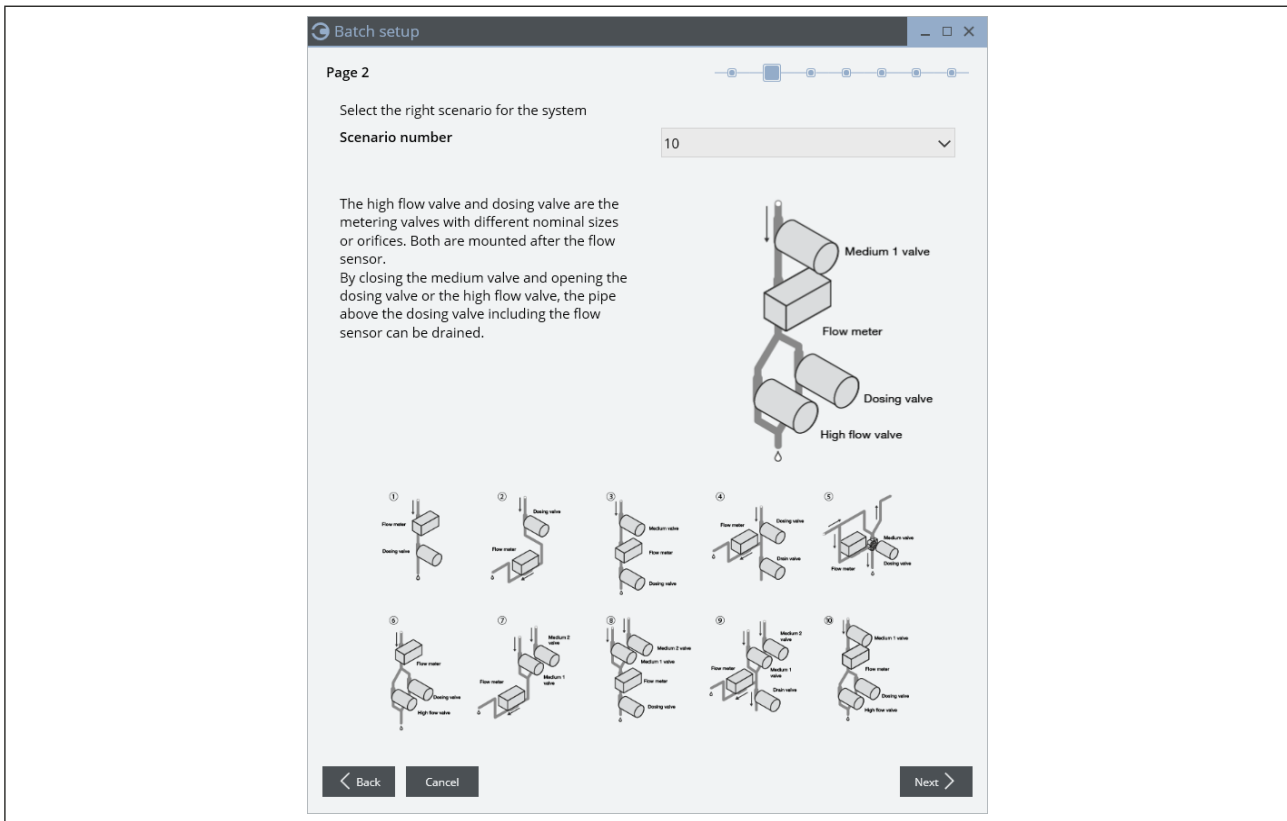 Batch setup
Page 2
Select the right scenario for the system
Scenario number
10
The high flow valve and dosing valve are the
metering valves with different nominal sizes
or orifices. Both are mounted after the flow
sensor.
By closing the medium valve and opening the
dosing valve or the high flow valve, the pipe
above the dosing valve including the flow
sensor can be drained.
Medium 1 valve
Flow meter
Dosing valve
High flow valve
①
Flow meter
Dosing valve
②
Dosing valve
Flow meter
③
Medium valve
Flow meter
Dosing valve
④
Dosing valve
Flow meter
Drain valve
⑤
Medium valve
Dosing valve
Flow meter
⑥
Flow meter
Dosing valve
High flow valve
⑦
Medium 2
valve
Medium 1
valve
Flow meter
⑧
Medium 2 valve
Medium 1 valve
Flow meter
Dosing valve
⑨
Medium 2
valve
Medium 1
valve
Flow meter
Drain valve
⑩
Medium 1 valve
Flow meter
Dosing valve
High flow valve
Back
Cancel
Next